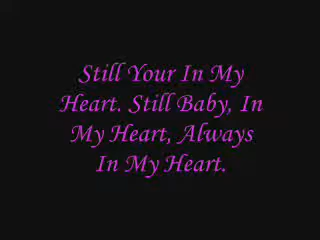 Still Your In My
Heart. Still Baby, In
My Heart, Always
In My Heart.